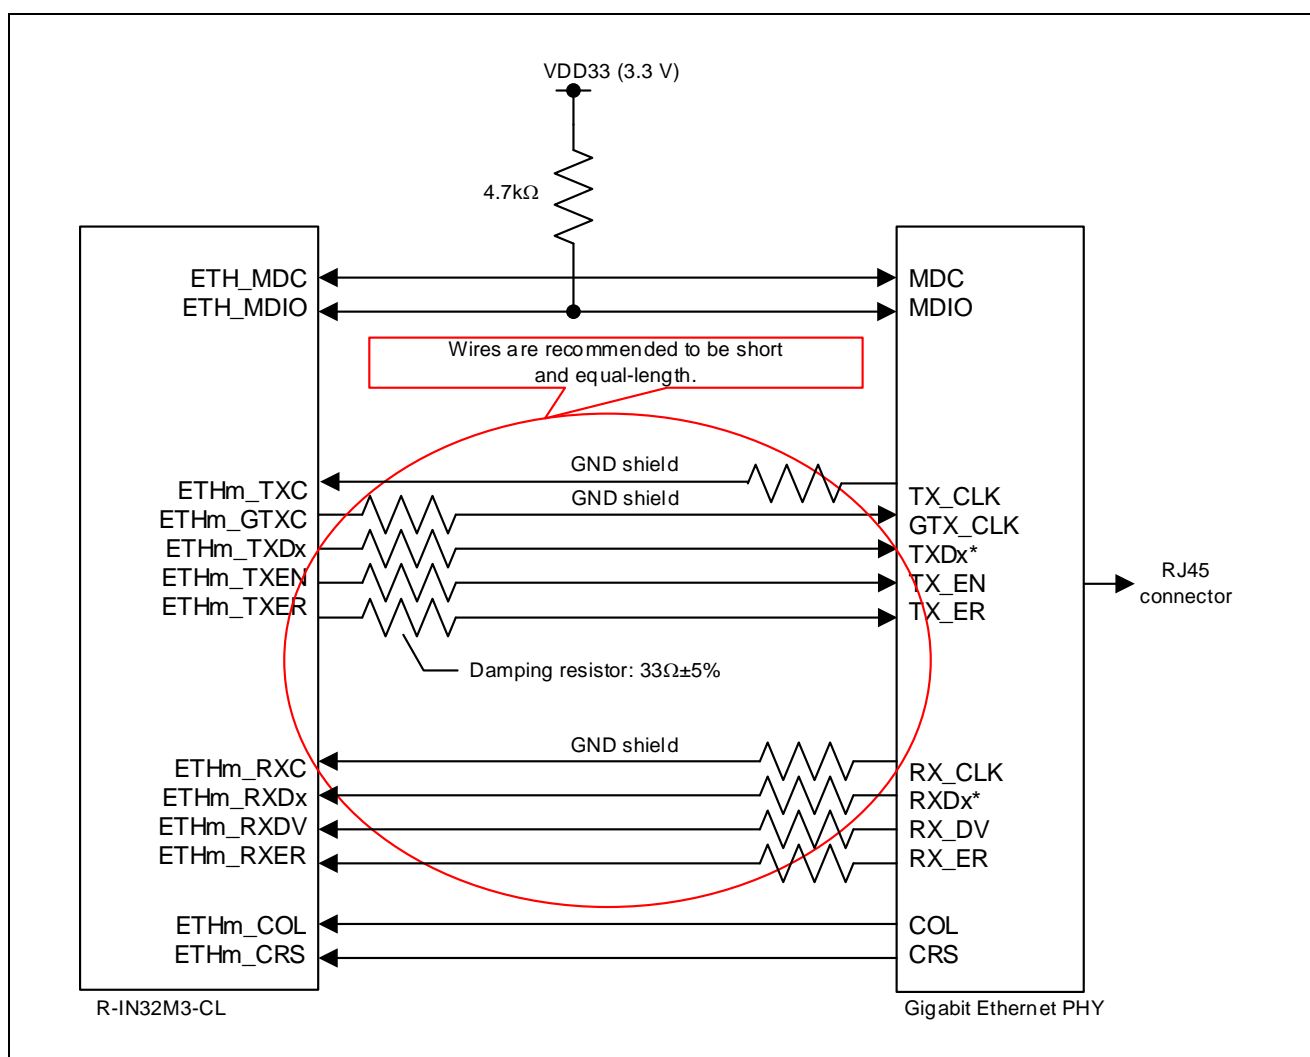 VDD33 (3.3 V)
4.7kΩ
ETH_MDC
MDC
ETH_MDIO
MDIO
Wires are recommended to be short
and equal-length.
GND shield
ETHm_TXC
TX_CLK
GND shield
ETHm_GTXC
GTX_CLK
ETHm_TXDx
TXDx*
ETHm_TXEN
TX_EN
ETHm_TXER
TX_ER
RJ45
connector
Damping resistor: 33Ω±5%
GND shield
ETHm_RXC
RX_CLK
ETHm_RXDx
RXDx*
ETHm_RXDV
RX_DV
ETHm_RXER
RX_ER
ETHm_COL
COL
ETHm_CRS
CRS
R-IN32M3-CL
Gigabit Ethernet PHY